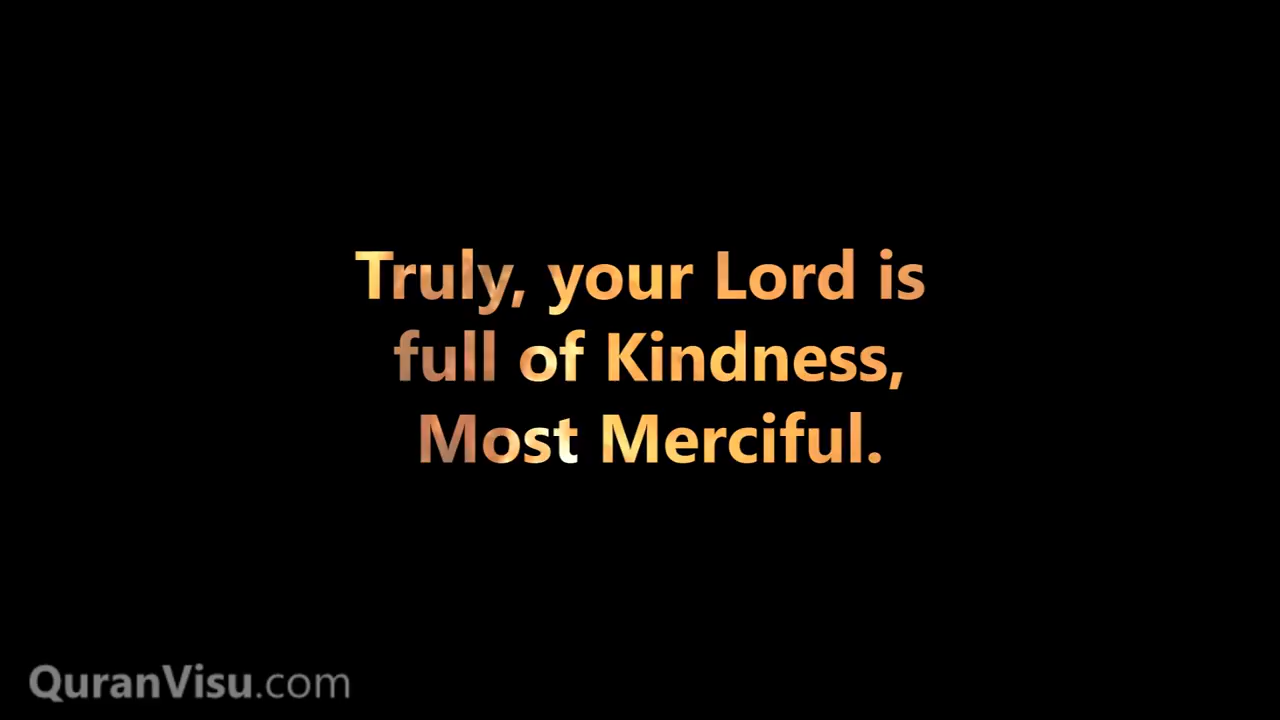 Truly, your Lord is
full of Kindness,
Most Merciful.
QuranVisu.com